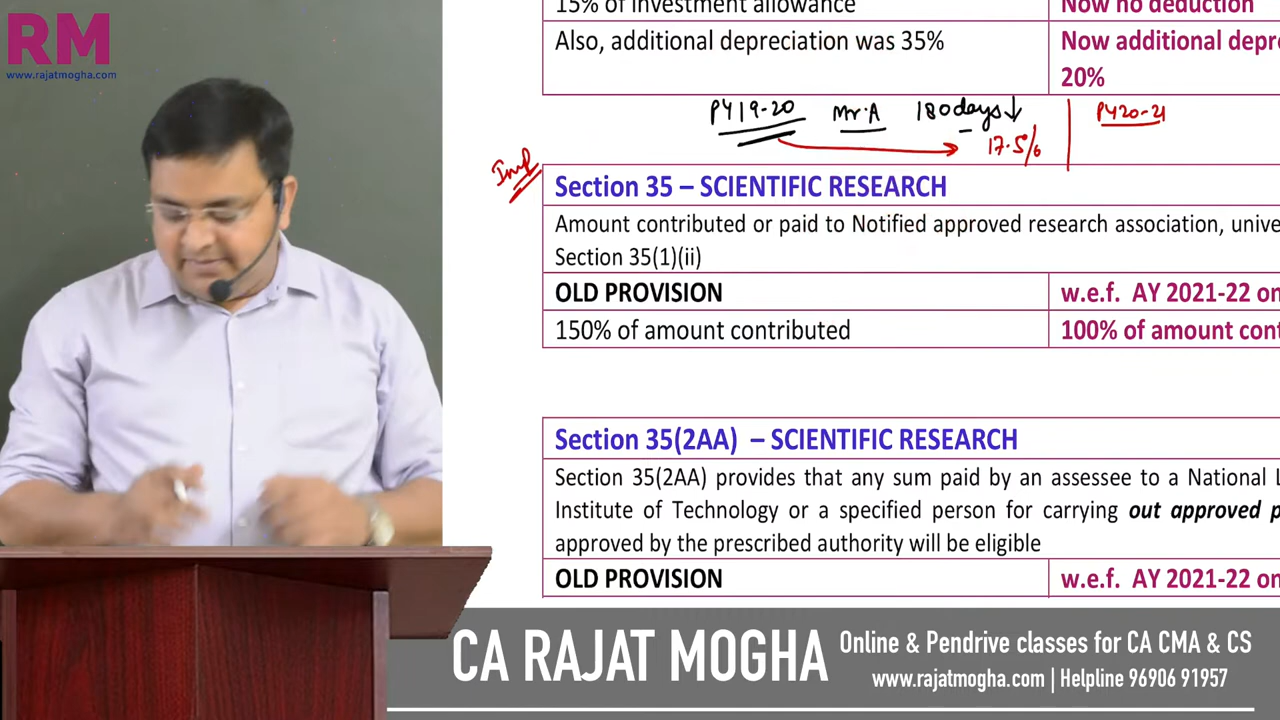 RM
www.rajatmogha.com
15% of investment allowance
Now no deduction
Also, additional depreciation was 35%
Now additional depre
20%
PY19-20 Mr.A 180days↓
PY20-21
17.5%
Imp
Section 35 – SCIENTIFIC RESEARCH
Amount contributed or paid to Notified approved research association, unive
Section 35(1)(ii)
OLD PROVISION
w.e.f. AY 2021-22 on
150% of amount contributed
100% of amount cont
Section 35(2AA) – SCIENTIFIC RESEARCH
Section 35(2AA) provides that any sum paid by an assessee to a National L
Institute of Technology or a specified person for carrying out approved p
approved by the prescribed authority will be eligible
OLD PROVISION
w.e.f. AY 2021-22 on
CA RAJAT MOGHA
Online & Pendrive classes for CA CMA & CS
www.rajatmogha.com | Helpline 96906 91957